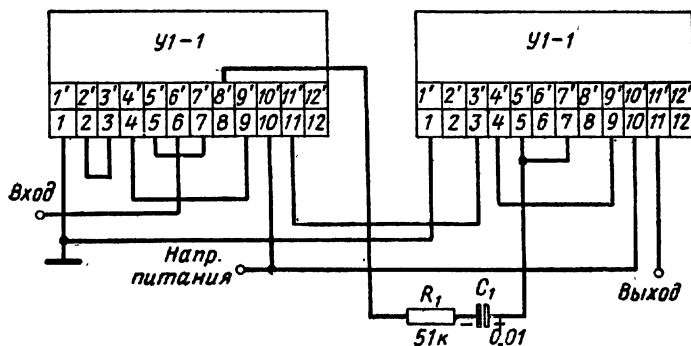 У1-1 У1-1
1' 2' 3' 4' 5' 6' 7' 8' 9' 10' 11' 12' 1' 2' 3' 4' 5' 6' 7' 8' 9' 10' 11' 12'
1 2 3 4 5 6 7 8 9 10 11 12 1 2 3 4 5 6 7 8 9 10 11 12
Вход
Напр.
питания
R1 C1
51к − + 0,01
Выход